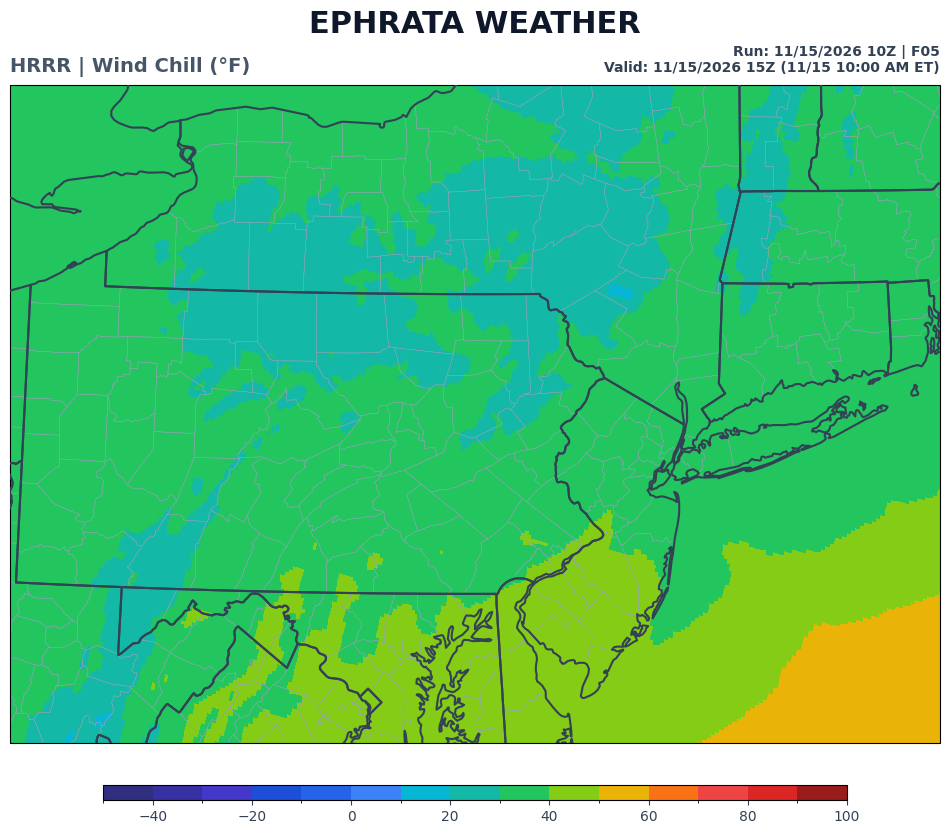 EPHRATA WEATHER
HRRR | Wind Chill (°F)
Run: 11/15/2026 10Z | F05
Valid: 11/15/2026 15Z (11/15 10:00 AM ET)
−40 −20 0 20 40 60 80 100